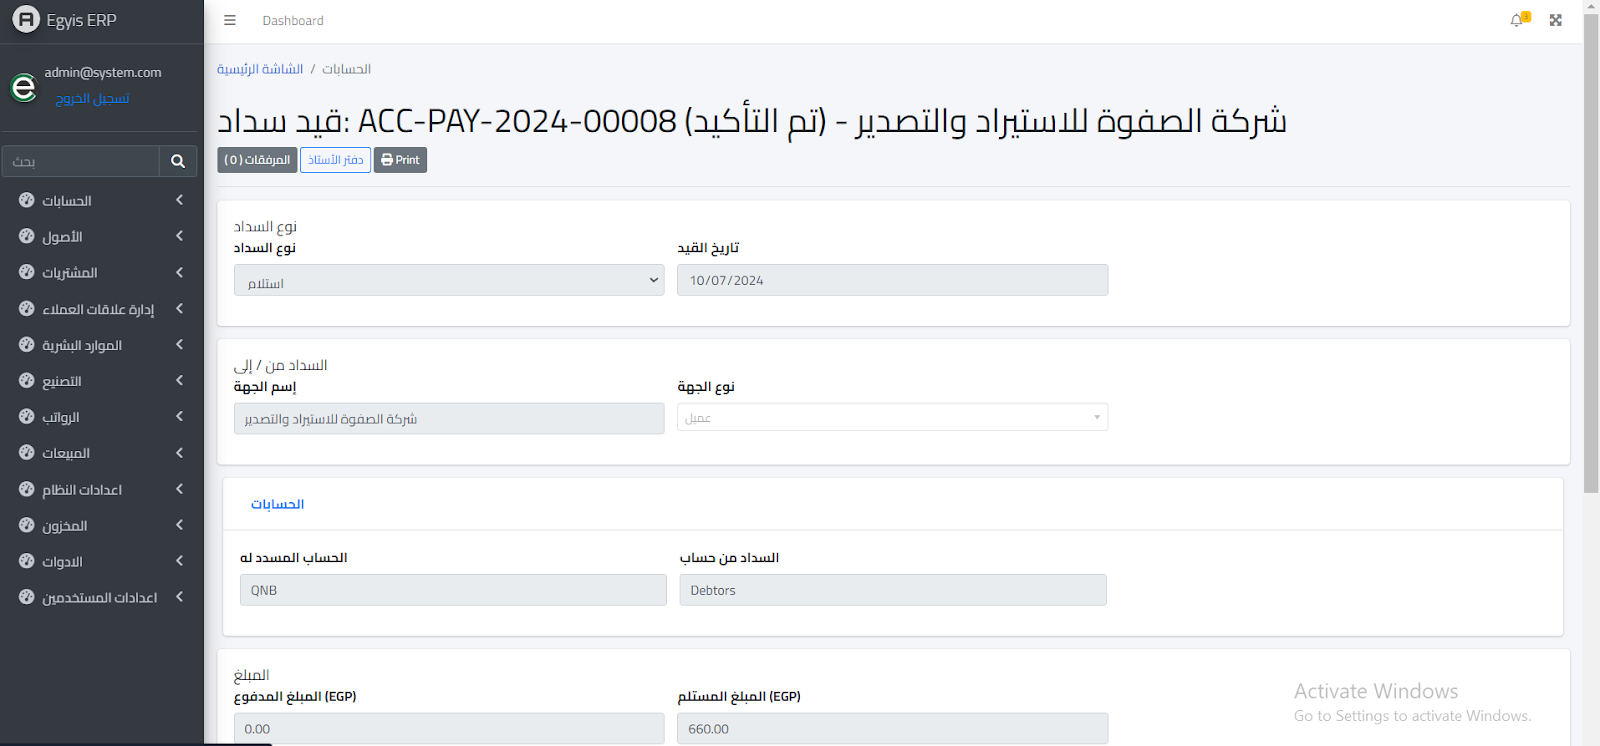 Egyis ERP
Dashboard
admin@system.com
تسجيل الخروج
بحث
الحسابات
الأصول
المشتريات
إدارة علاقات العملاء
الموارد البشرية
التصنيع
الرواتب
المبيعات
اعدادات النظام
المخزون
الادوات
اعدادات المستخدمين
الشاشة الرئيسية / الحسابات
قيد سداد: ACC-PAY-2024-00008 (تم التأكيد) - شركة الصفوة للاستيراد والتصدير
المرفقات ( 0 )
دفتر الأستاذ
Print
نوع السداد
نوع السداد
تاريخ القيد
استلام
10/07/2024
السداد من / إلى
إسم الجهة
نوع الجهة
شركة الصفوة للاستيراد والتصدير
عميل
الحسابات
الحساب المسدد له
السداد من حساب
QNB
Debtors
المبلغ
المبلغ المدفوع (EGP)
المبلغ المستلم (EGP)
0.00
660.00
Activate Windows
Go to Settings to activate Windows.